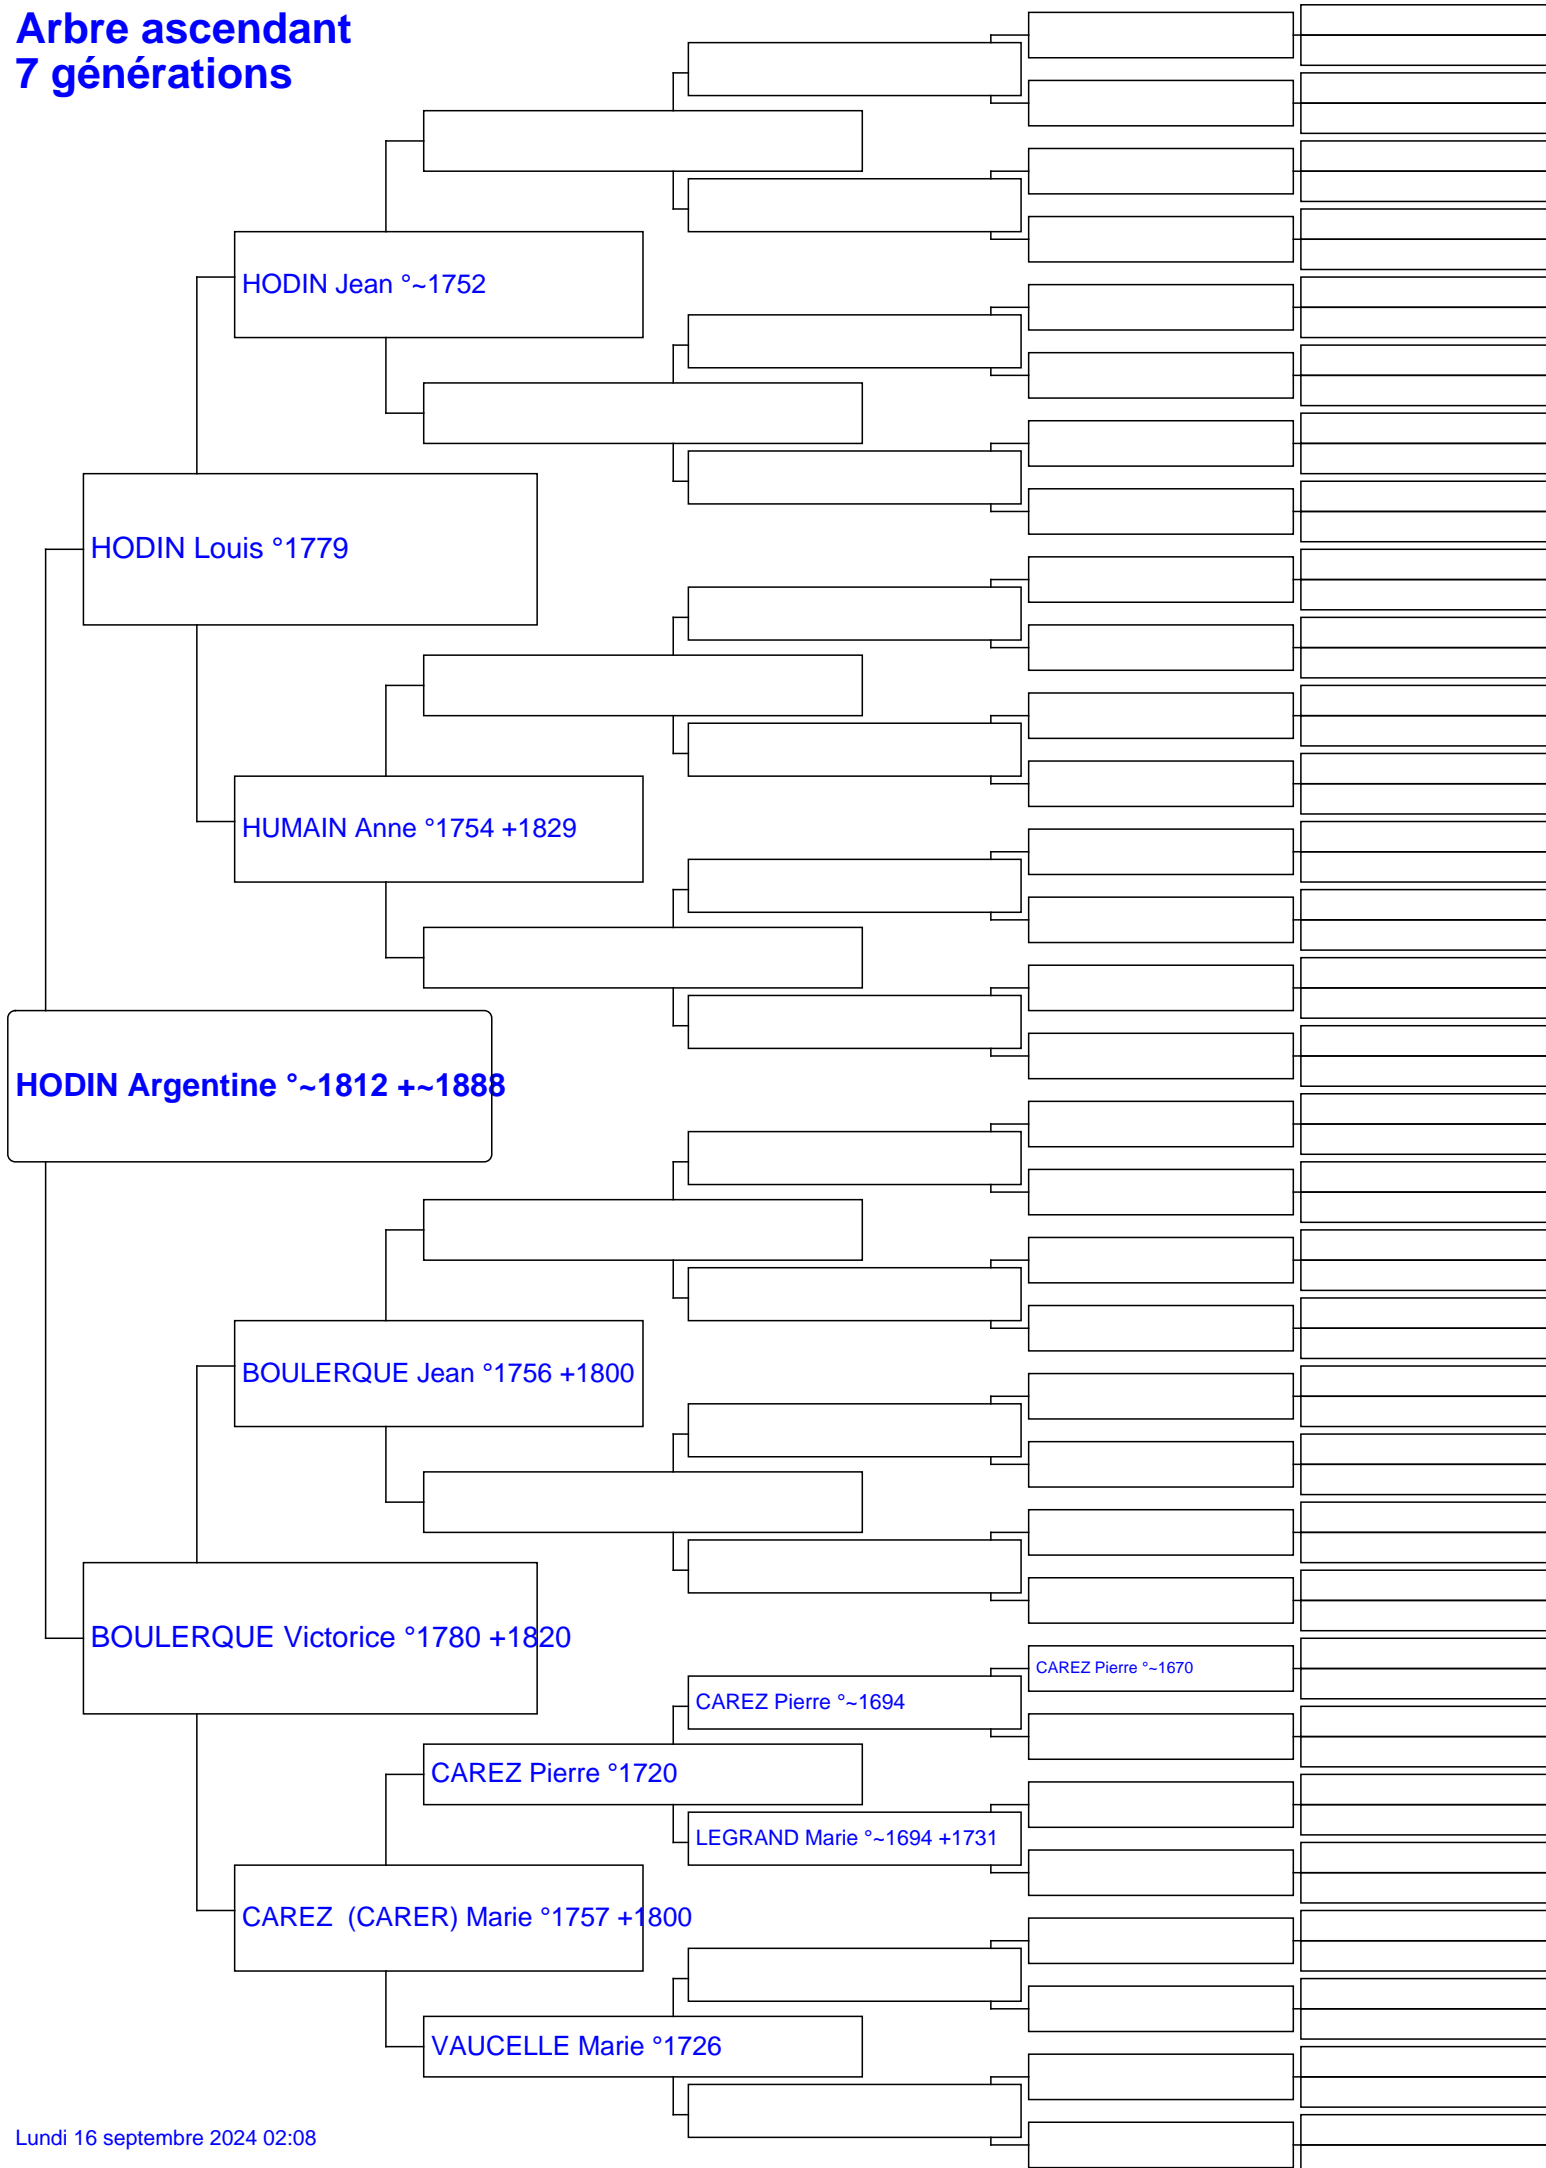 Arbre ascendant
7 générations
HODIN Jean °~1752
HODIN Louis °1779
HUMAIN Anne °1754 +1829
HODIN Argentine °~1812 +~1888
BOULERQUE Jean °1756 +1800
BOULERQUE Victorice °1780 +1820
CAREZ Pierre °~1670
CAREZ Pierre °~1694
CAREZ Pierre °1720
LEGRAND Marie °~1694 +1731
CAREZ  (CARER) Marie °1757 +1800
VAUCELLE Marie °1726
Lundi 16 septembre 2024 02:08